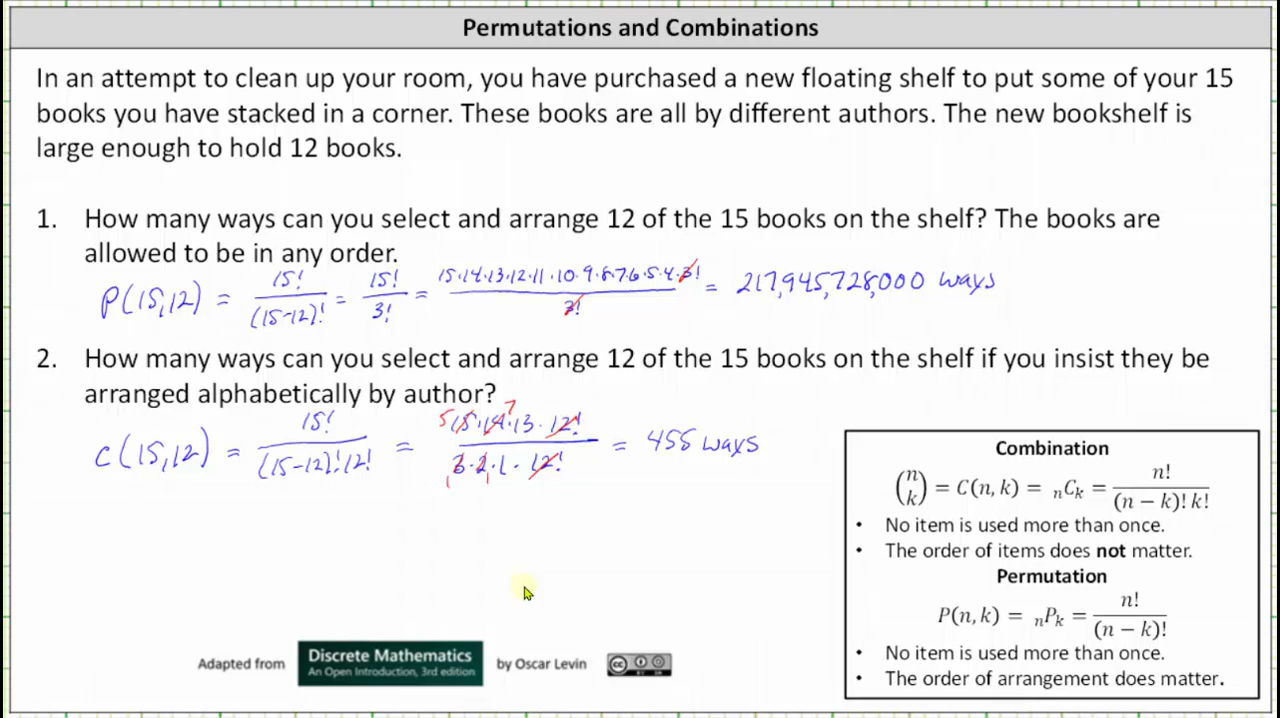 Permutations and Combinations
In an attempt to clean up your room, you have purchased a new floating shelf to put some of your 15
books you have stacked in a corner. These books are all by different authors. The new bookshelf is
large enough to hold 12 books.
1. How many ways can you select and arrange 12 of the 15 books on the shelf? The books are
allowed to be in any order.
P(15,12) = 15!/(15-12)! = 15!/3! = 15·14·13·12·11·10·9·8·7·6·5·4·3!/3! = 217,945,728,000 ways
2. How many ways can you select and arrange 12 of the 15 books on the shelf if you insist they be
arranged alphabetically by author?
C(15,12) = 15!/(15-12)!12! = 5 15·14 7·13·12!/3·2·1·12! 1 1 = 455 ways
Combination
(n k) = C(n, k) = nCk = n!/(n − k)! k!
• No item is used more than once.
• The order of items does not matter.
Permutation
P(n, k) = nPk = n!/(n − k)!
• No item is used more than once.
• The order of arrangement does matter.
Adapted from Discrete Mathematics by Oscar Levin
An Open Introduction, 3rd edition
cc